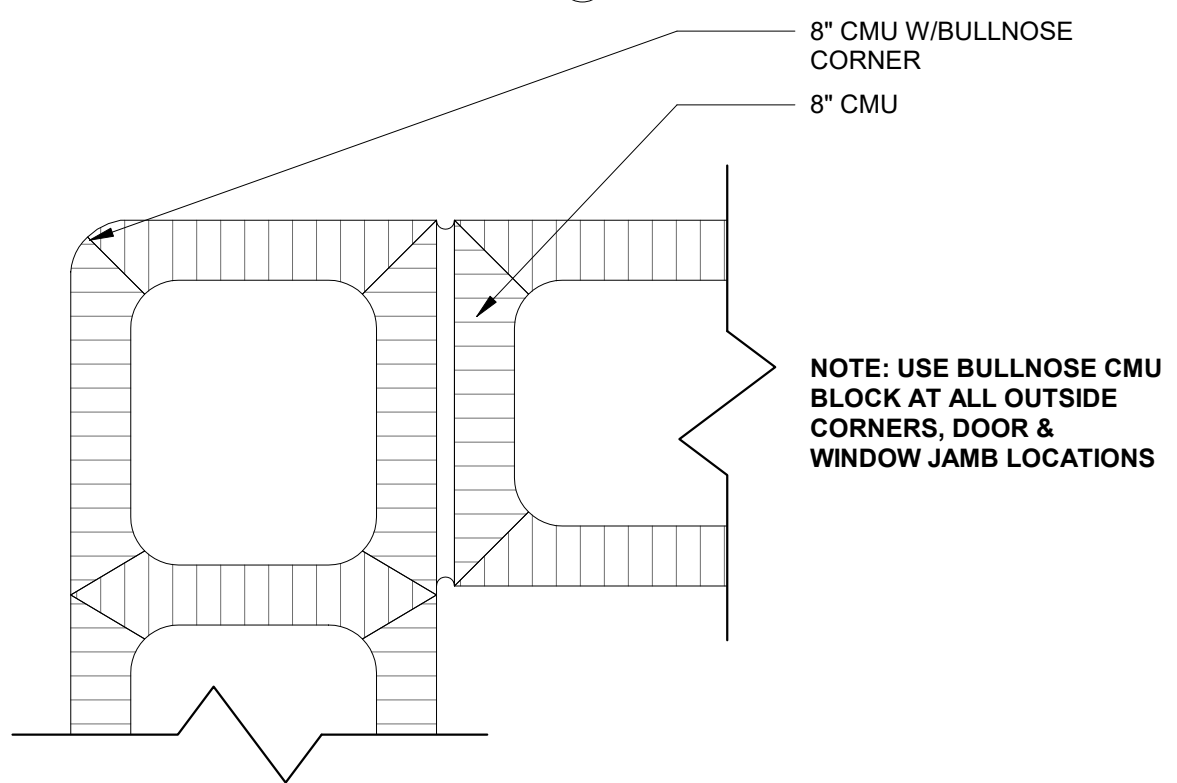 8" CMU W/BULLNOSE
CORNER
8" CMU
NOTE: USE BULLNOSE CMU
BLOCK AT ALL OUTSIDE
CORNERS, DOOR &
WINDOW JAMB LOCATIONS